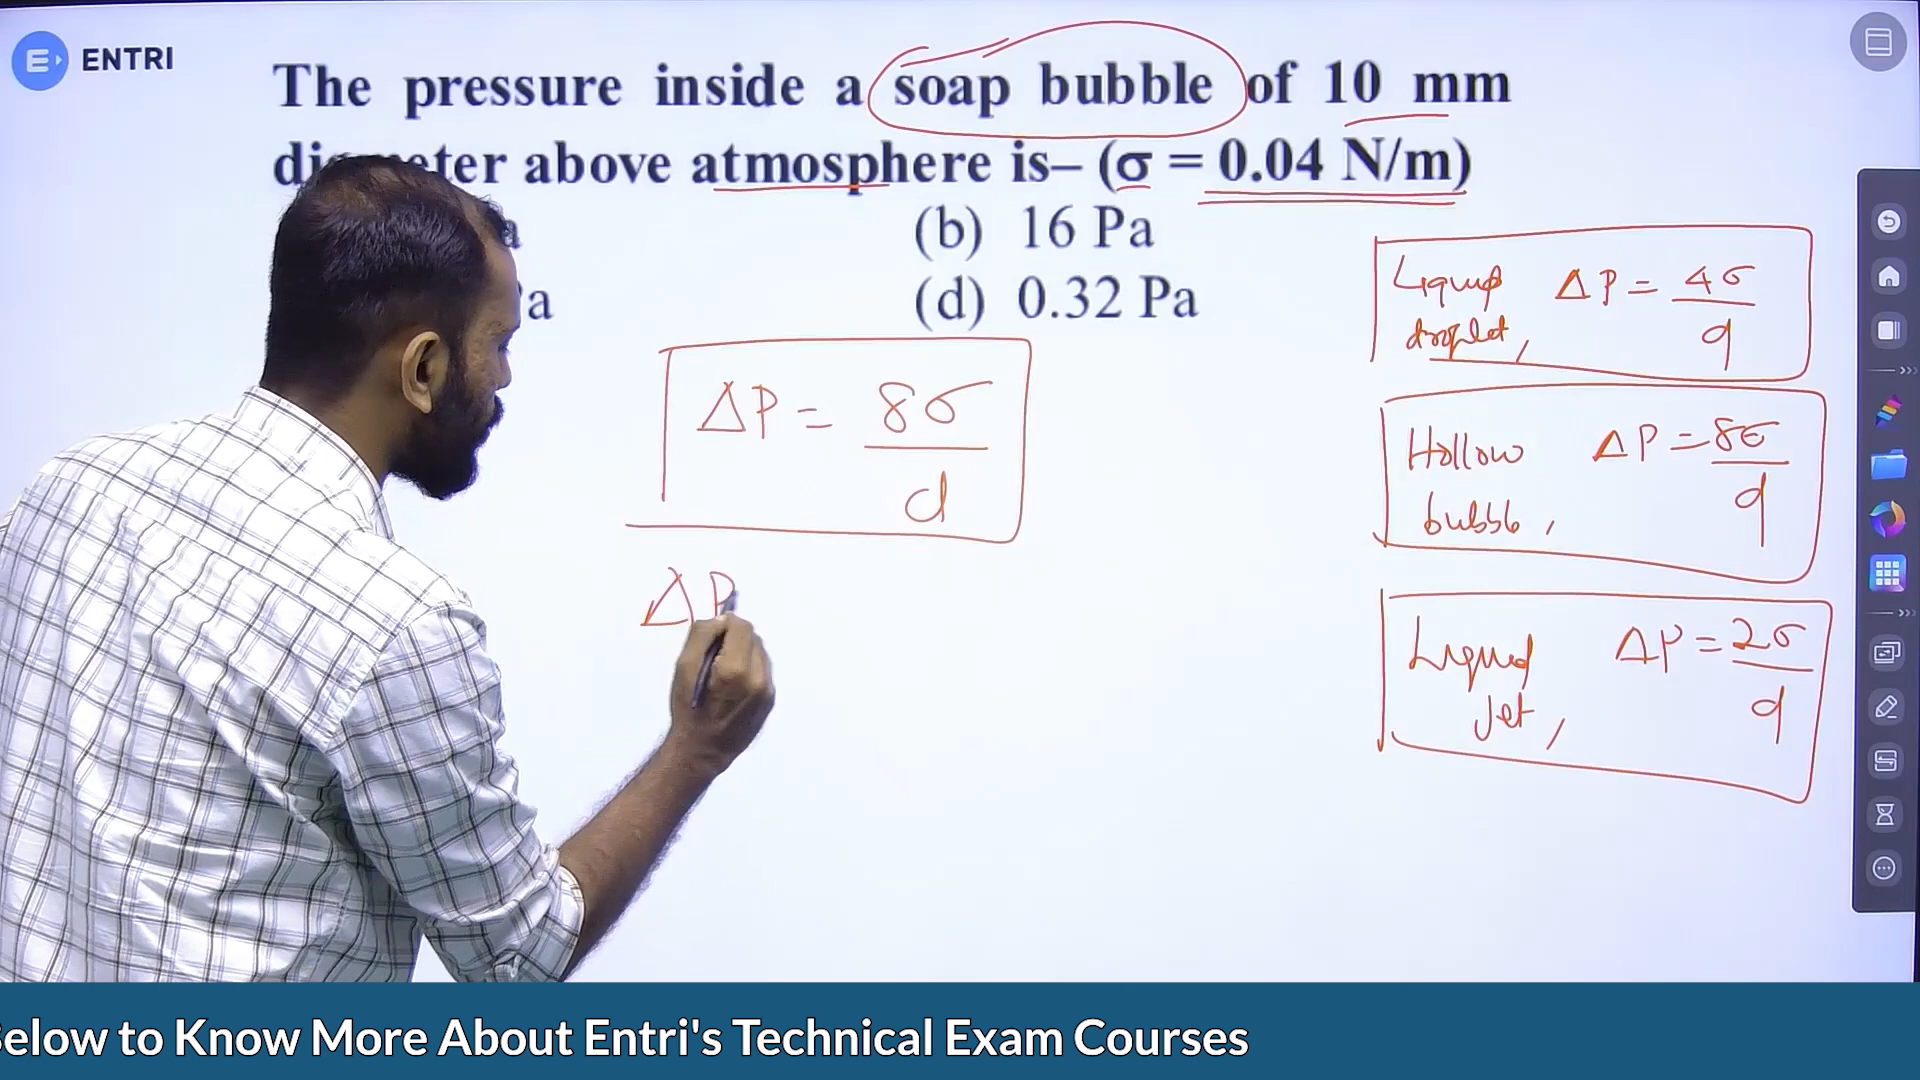 ENTRI
The pressure inside a soap bubble of 10 mm
above atmosphere is– (σ = 0.04 N/m)
(b) 16 Pa
(d) 0.32 Pa
ΔP = 8σ
d
ΔP
Liquid ΔP = 4σ
droplet, d
Hollow ΔP = 8σ
bubble, d
Liquid ΔP = 2σ
Jet, d
elow to Know More About Entri's Technical Exam Courses